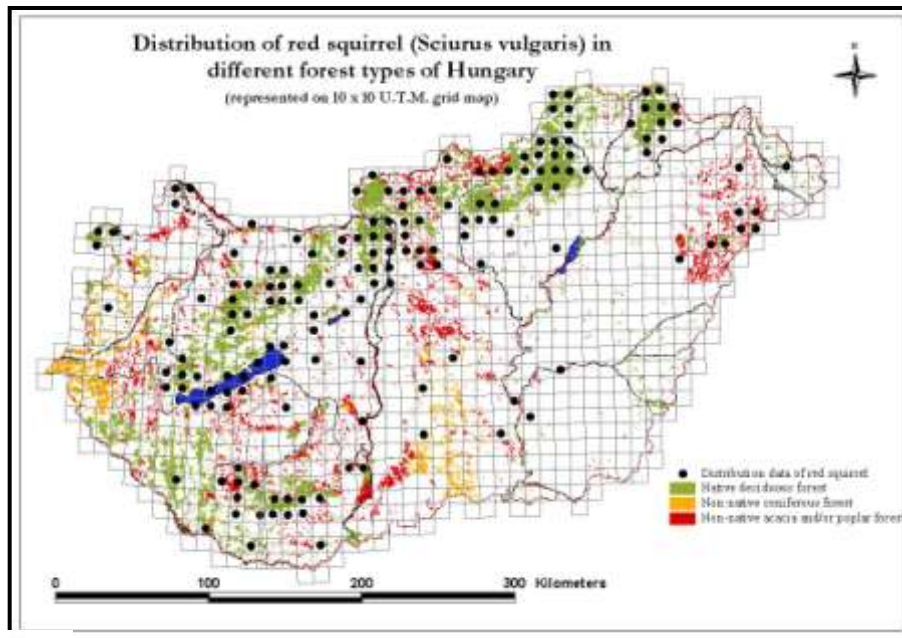 Distribution of red squirrel (Sciurus vulgaris) in
different forest types of Hungary
(represented on 10 x 10 U.T.M. grid map)
Distribution data of red squirrel
Native deciduous forest
Non-native coniferous forest
Non-native acacia and/or poplar forest
0 100 200 300 Kilometers